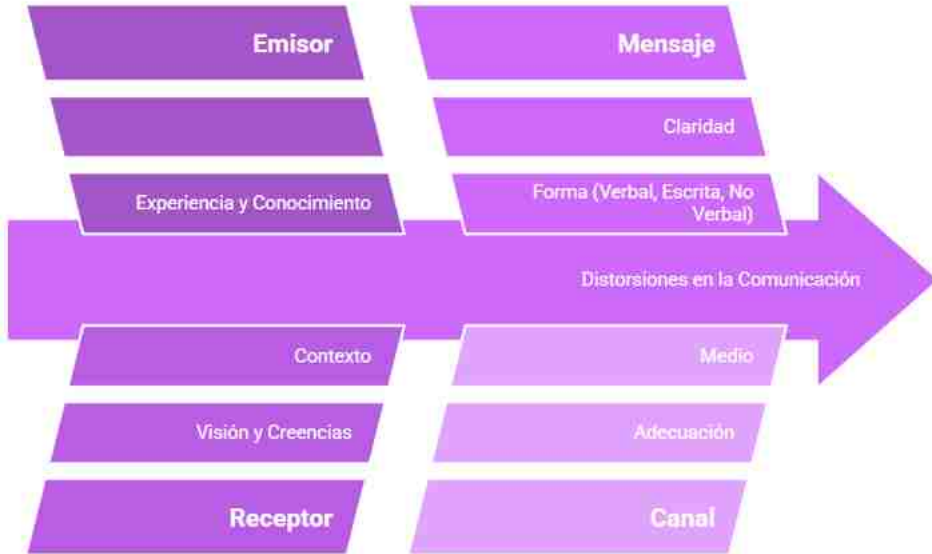 Emisor
Mensaje
Claridad
Experiencia y Conocimiento
Forma (Verbal, Escrita, No
Verbal)
Distorsiones en la Comunicación
Contexto
Medio
Visión y Creencias
Adecuación
Receptor
Canal